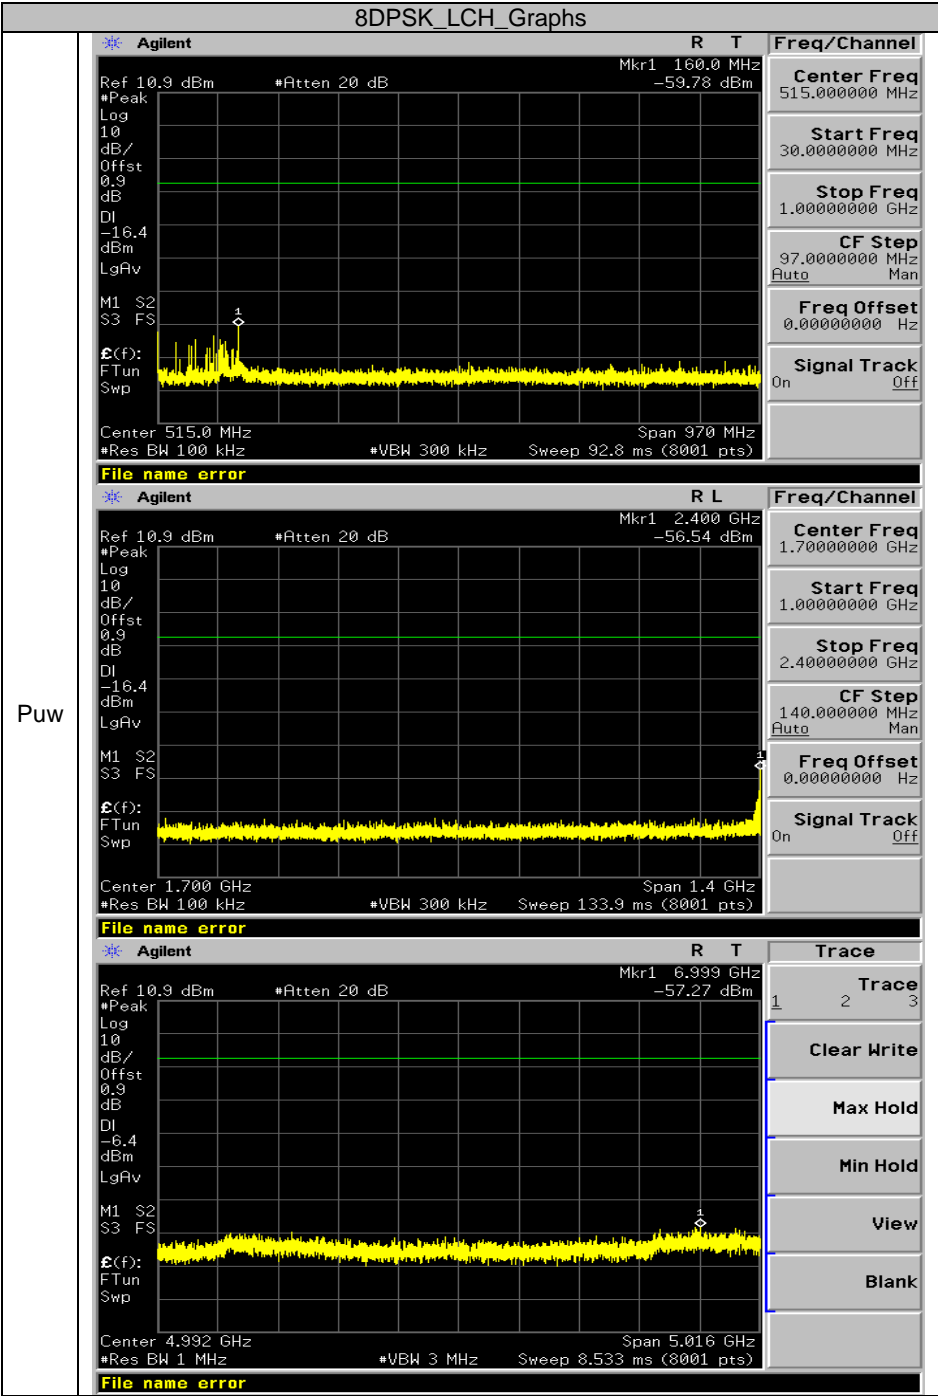 8DPSK_LCH_Graphs
Puw
Agilent R T Freq/Channel
Mkr1 160.0 MHz
Ref 10.9 dBm #Atten 20 dB -59.78 dBm
#Peak
Log
10
dB/
Offst
0.9
dB
DI
-16.4
dBm
LgAv
M1 S2
S3 FS
£(f):
FTun
Swp
1
Center 515.0 MHz Span 970 MHz
#Res BW 100 kHz #VBW 300 kHz Sweep 92.8 ms (8001 pts)
File name error
Center Freq
515.000000 MHz
Start Freq
30.0000000 MHz
Stop Freq
1.00000000 GHz
CF Step
97.0000000 MHz
Auto Man
Freq Offset
0.00000000 Hz
Signal Track
On Off
Agilent R L Freq/Channel
Mkr1 2.400 GHz
Ref 10.9 dBm #Atten 20 dB -56.54 dBm
#Peak
Log
10
dB/
Offst
0.9
dB
DI
-16.4
dBm
LgAv
M1 S2
S3 FS
£(f):
FTun
Swp
1
Center 1.700 GHz Span 1.4 GHz
#Res BW 100 kHz #VBW 300 kHz Sweep 133.9 ms (8001 pts)
File name error
Center Freq
1.70000000 GHz
Start Freq
1.00000000 GHz
Stop Freq
2.40000000 GHz
CF Step
140.000000 MHz
Auto Man
Freq Offset
0.00000000 Hz
Signal Track
On Off
Agilent R T Trace
Mkr1 6.999 GHz
Ref 10.9 dBm #Atten 20 dB -57.27 dBm
#Peak
Log
10
dB/
Offst
0.9
dB
DI
-6.4
dBm
LgAv
M1 S2
S3 FS
£(f):
FTun
Swp
1
Center 4.992 GHz Span 5.016 GHz
#Res BW 1 MHz #VBW 3 MHz Sweep 8.533 ms (8001 pts)
File name error
Trace
1 2 3
Clear Write
Max Hold
Min Hold
View
Blank